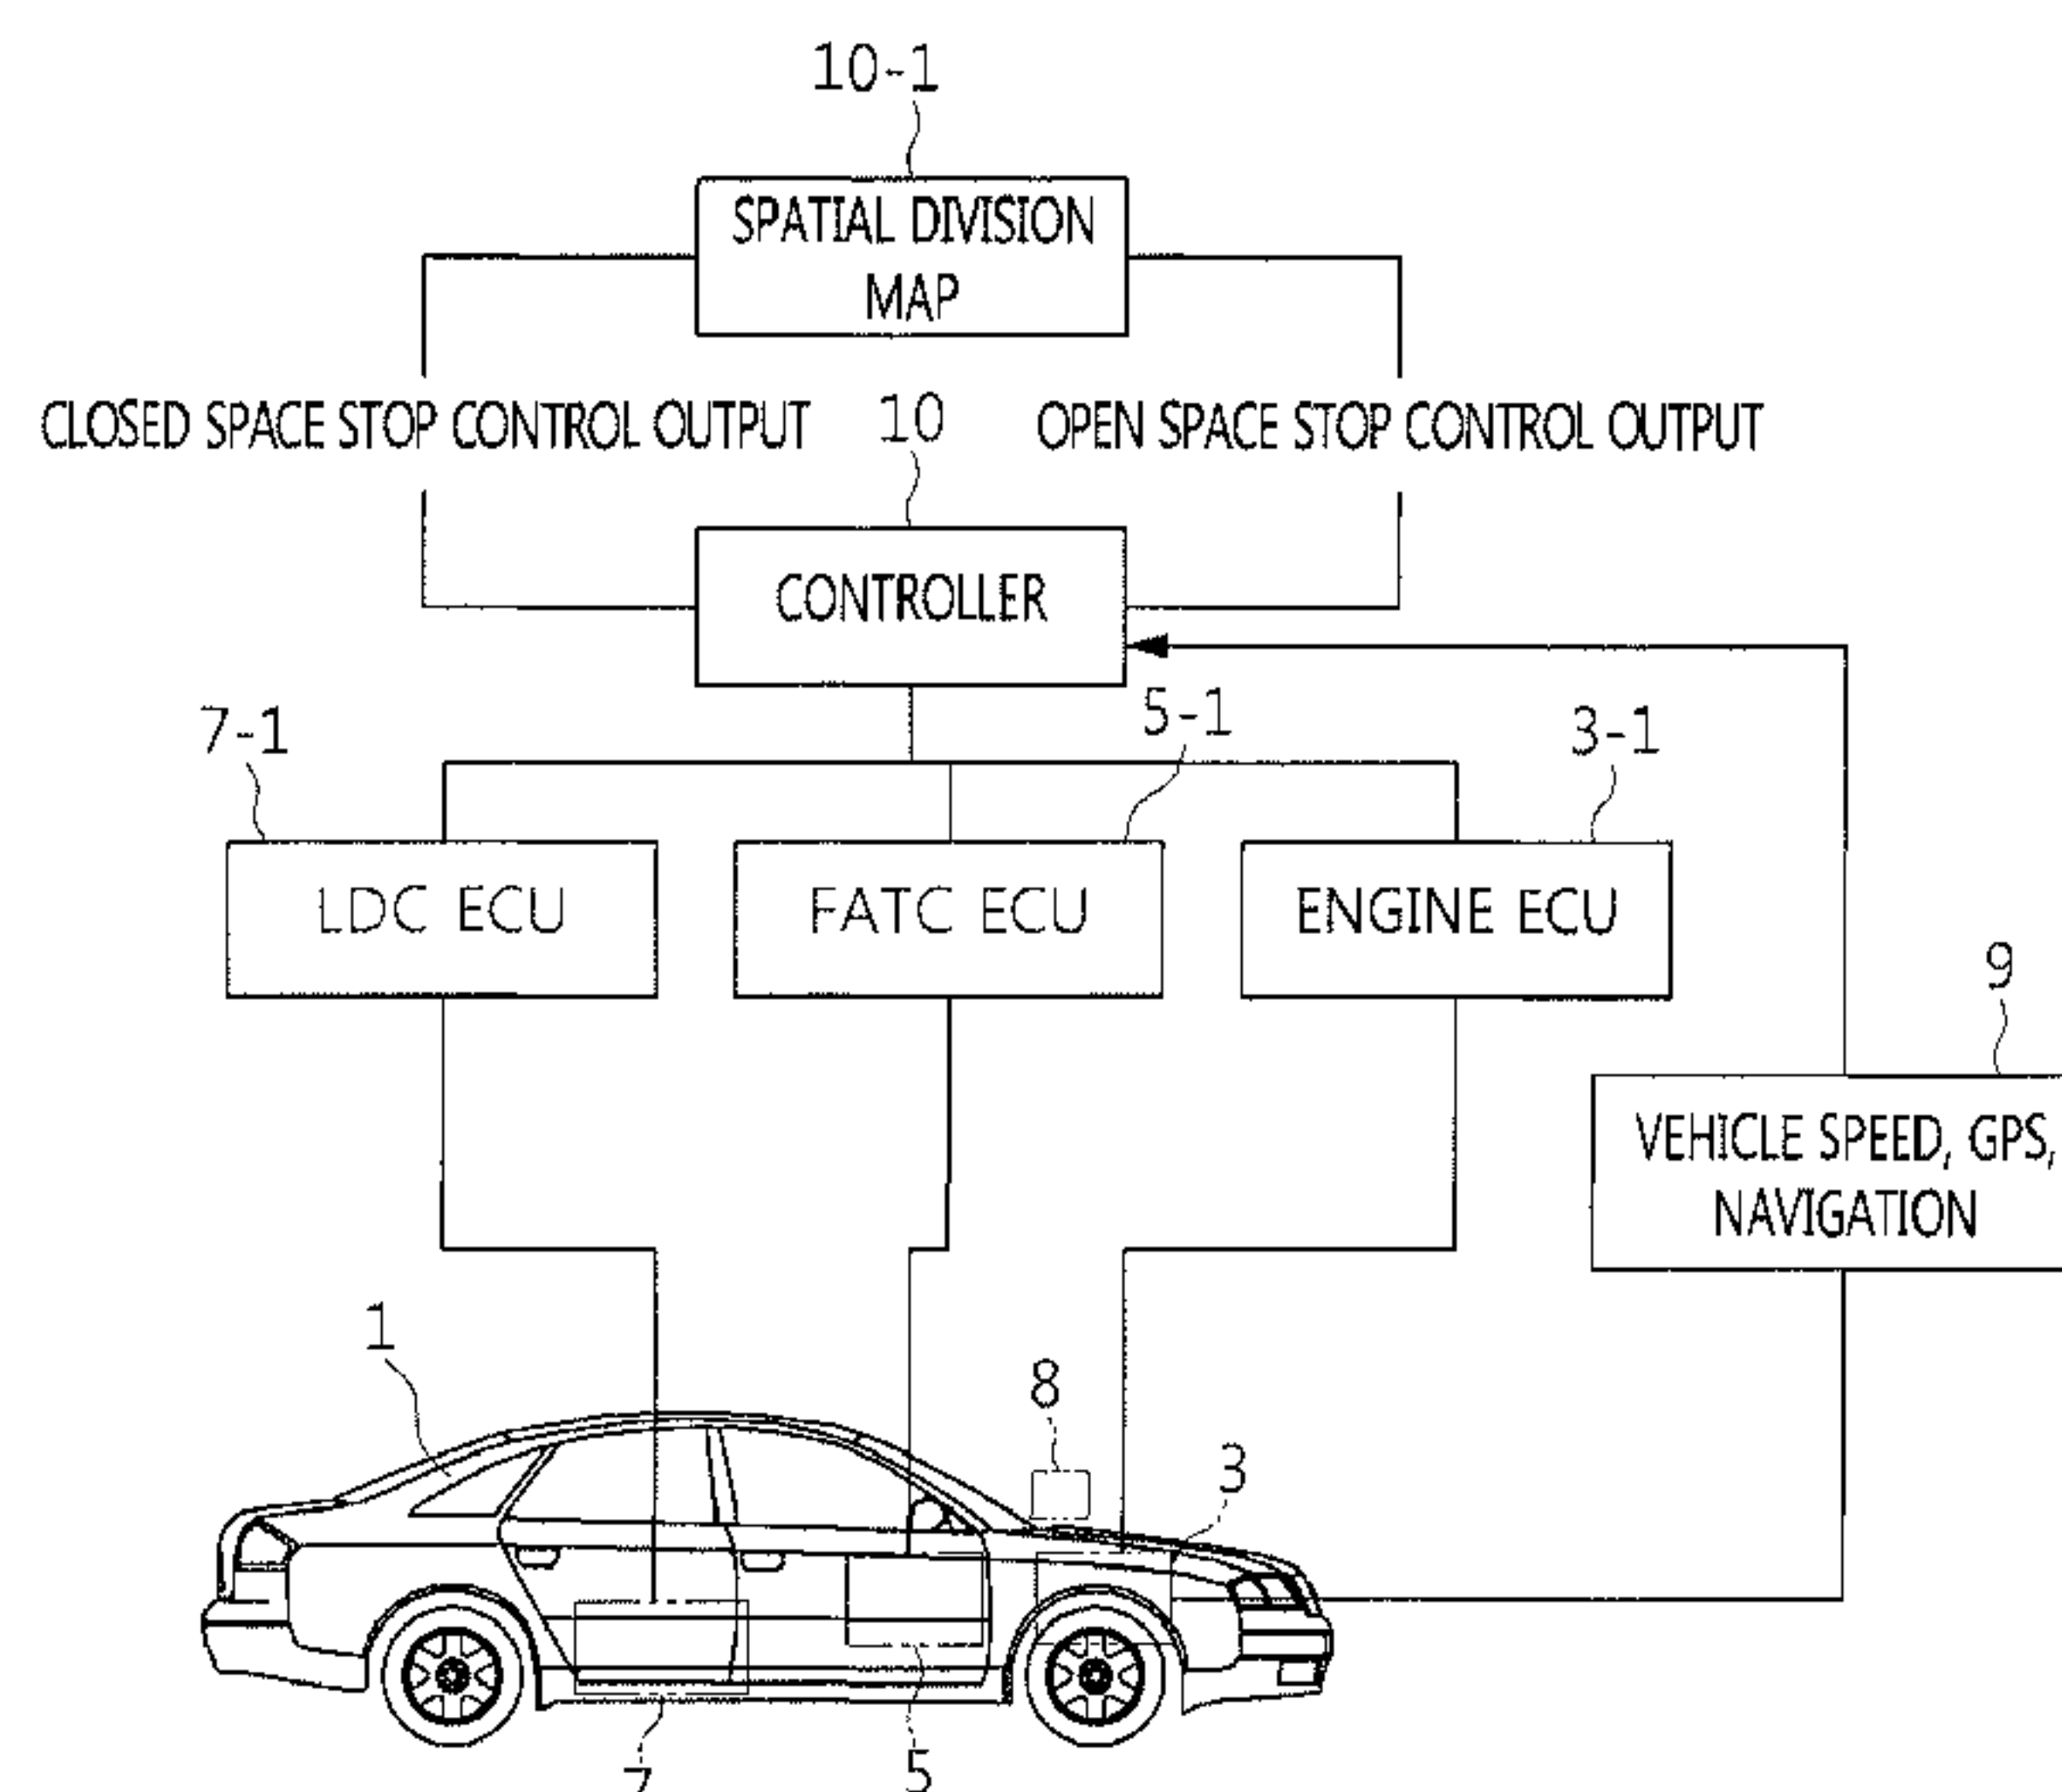 10-1
SPATIAL DIVISION
MAP
CLOSED SPACE STOP CONTROL OUTPUT
10
OPEN SPACE STOP CONTROL OUTPUT
CONTROLLER
7-1
5-1
3-1
LDC ECU
FATC ECU
ENGINE ECU
9
VEHICLE SPEED, GPS,
NAVIGATION
1
8
3
7
5